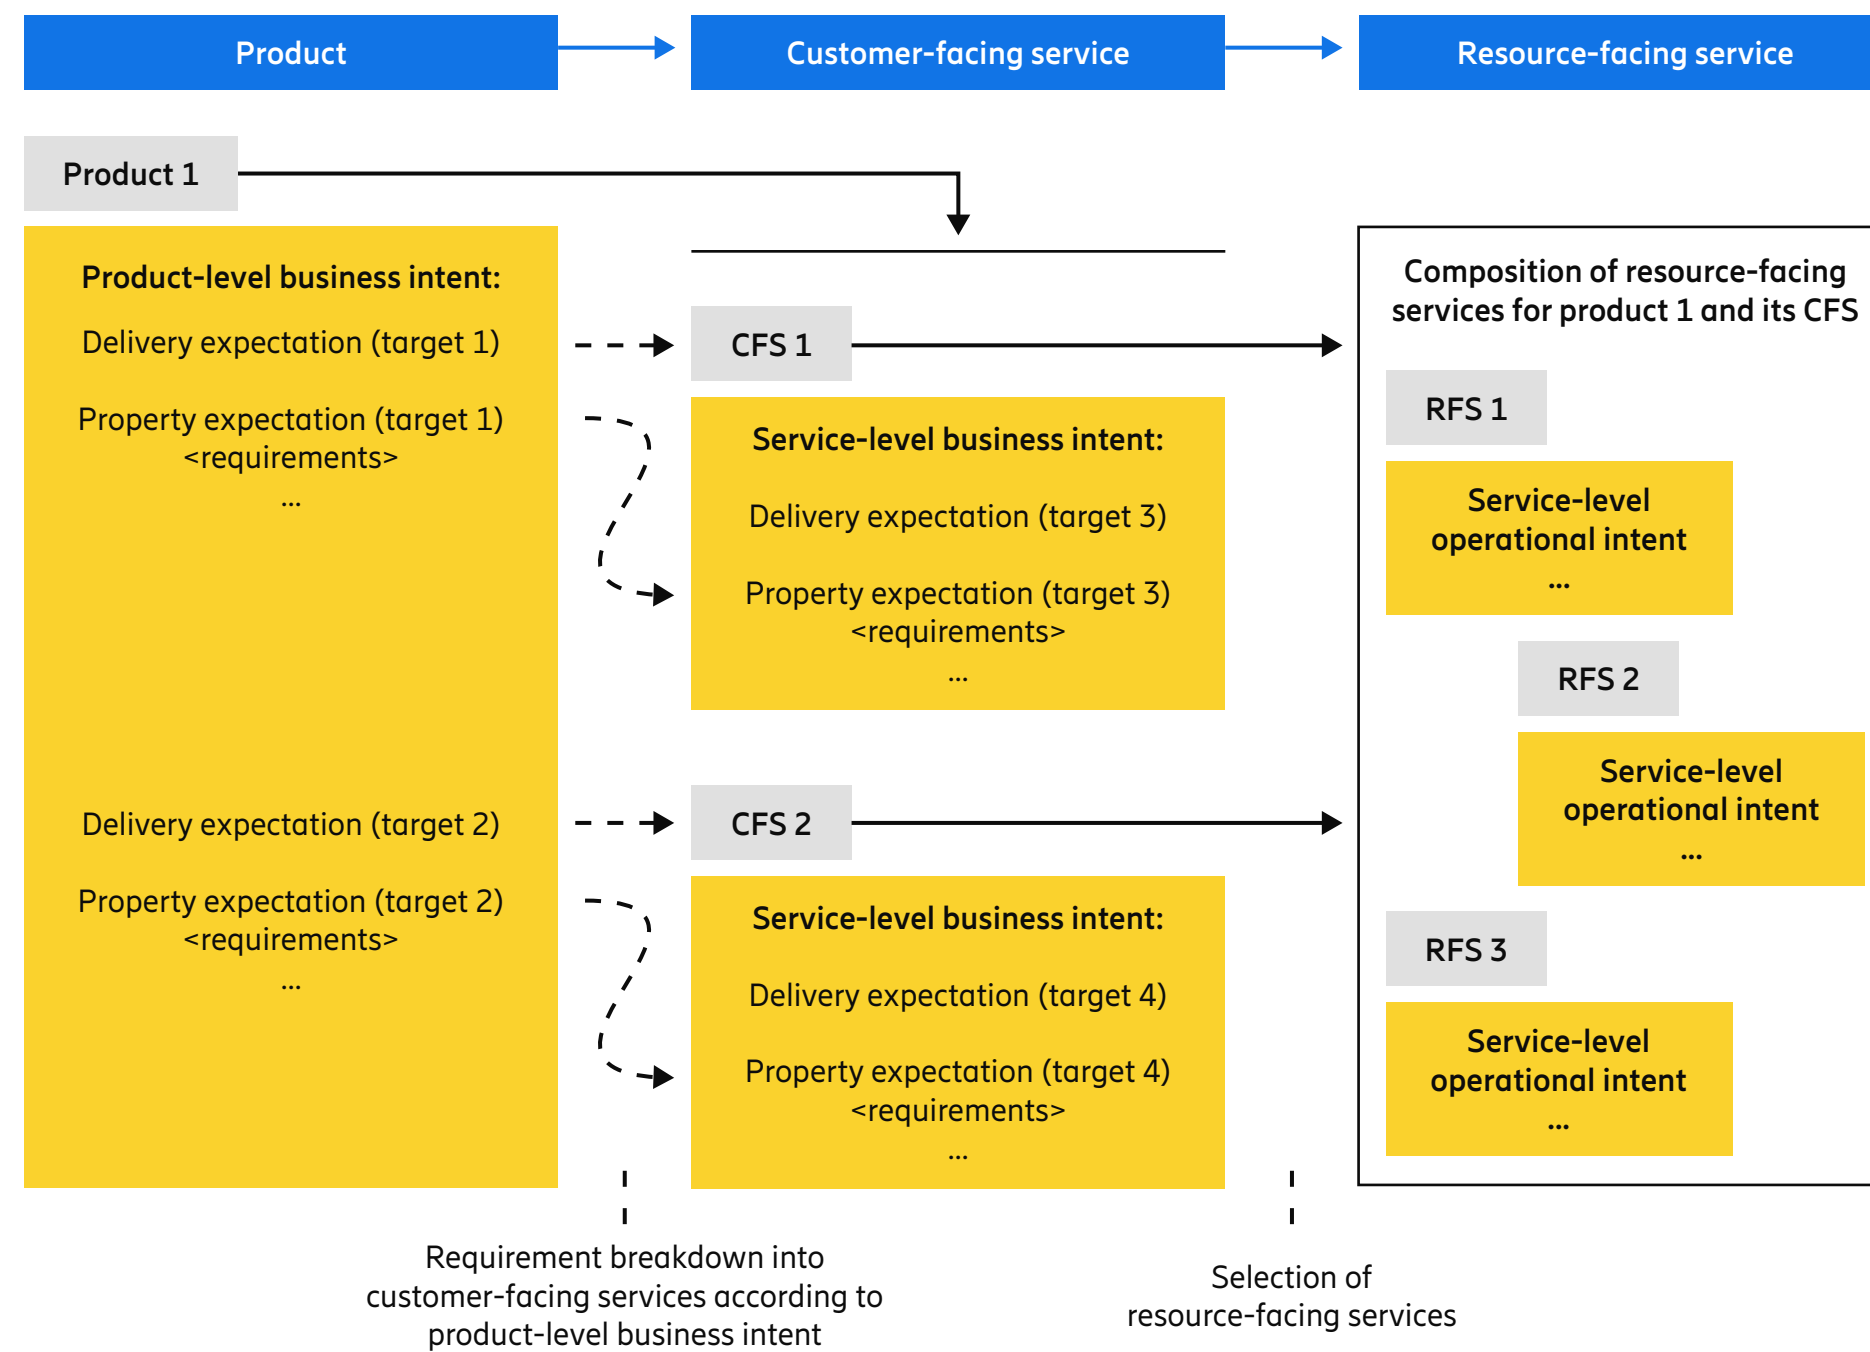 Product
Customer-facing service
Resource-facing service
Product 1
Product-level business intent:
Delivery expectation (target 1)
Property expectation (target 1)
<requirements>
...
Delivery expectation (target 2)
Property expectation (target 2)
<requirements>
...
CFS 1
Service-level business intent:
Delivery expectation (target 3)
Property expectation (target 3)
<requirements>
...
CFS 2
Service-level business intent:
Delivery expectation (target 4)
Property expectation (target 4)
<requirements>
...
Composition of resource-facing
services for product 1 and its CFS
RFS 1
Service-level
operational intent
...
RFS 2
Service-level
operational intent
...
RFS 3
Service-level
operational intent
...
Requirement breakdown into
customer-facing services according to
product-level business intent
Selection of
resource-facing services